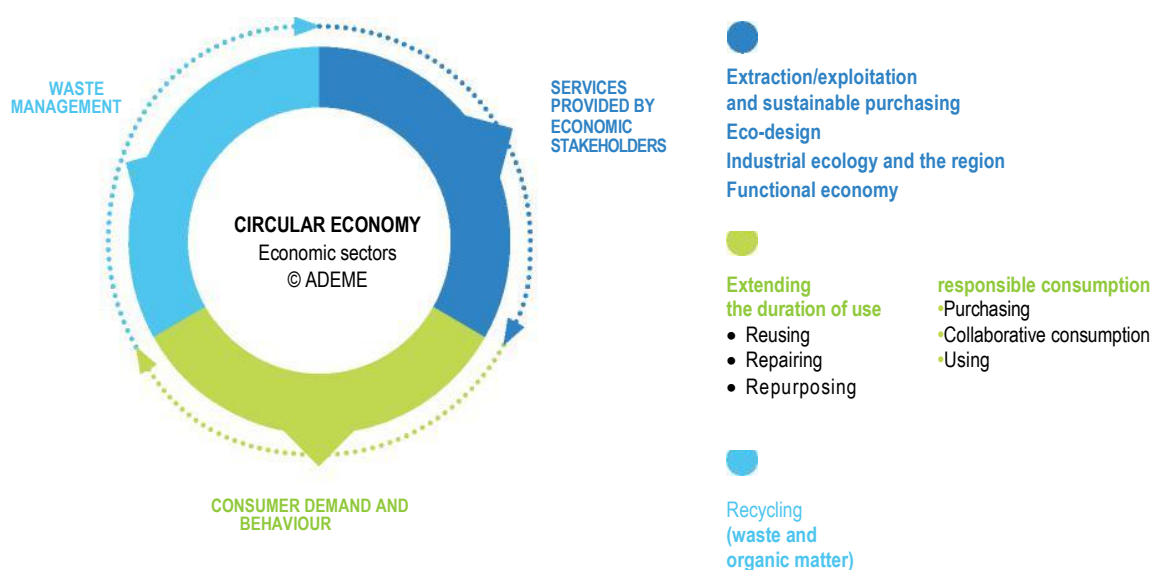 WASTE
MANAGEMENT
SERVICES
PROVIDED BY
ECONOMIC
STAKEHOLDERS
CIRCULAR ECONOMY
Economic sectors
© ADEME
CONSUMER DEMAND AND
BEHAVIOUR
Extraction/exploitation
and sustainable purchasing
Eco-design
Industrial ecology and the region
Functional economy
Extending
the duration of use
• Reusing
• Repairing
• Repurposing
responsible consumption
•Purchasing
•Collaborative consumption
•Using
Recycling
(waste and
organic matter)